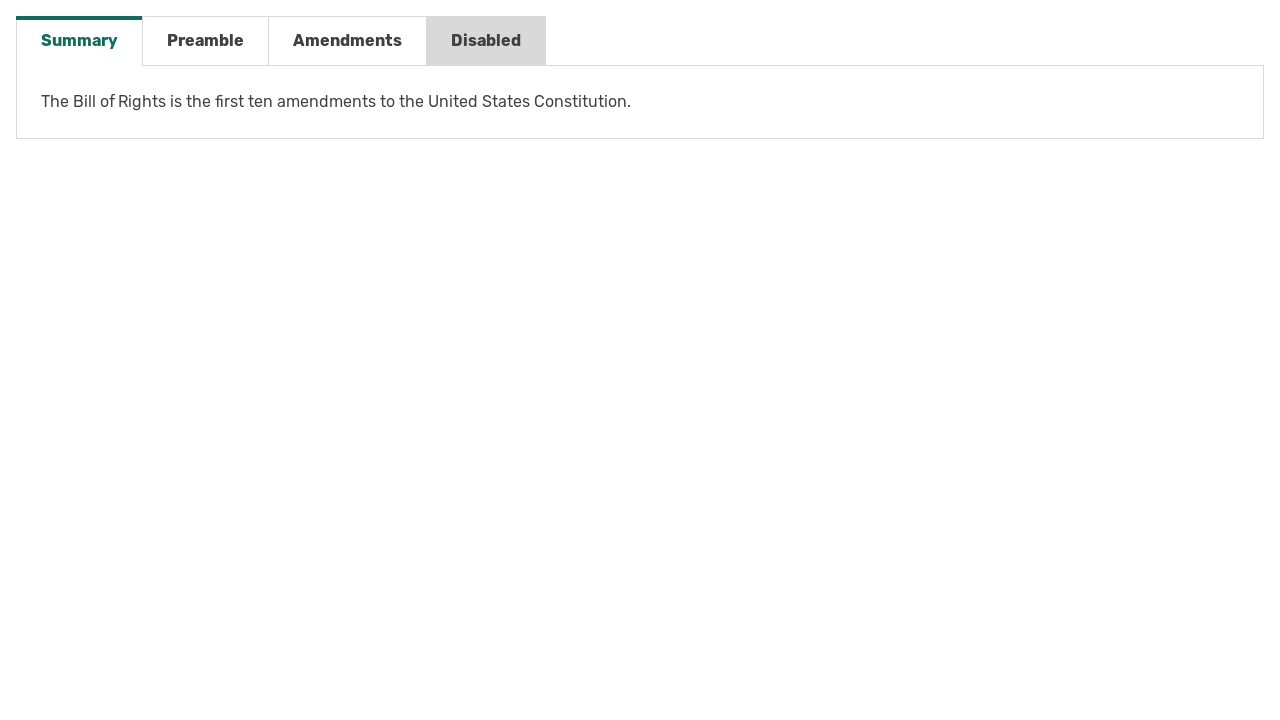 Summary Preamble Amendments Disabled
The Bill of Rights is the first ten amendments to the United States Constitution.